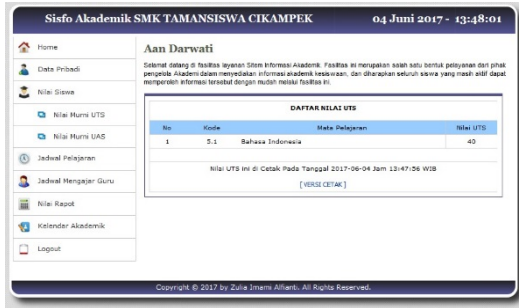 Sisfo Akademik SMK TAMANSISWA CIKAMPEK
04 Juni 2017 - 13:48:01
Home
Data Pribadi
Nilai Siswa
Nilai Murni UTS
Nilai Murni UAS
Jadwal Pelajaran
Jadwal Mengajar Guru
Nilai Rapot
Kalender Akademik
Logout
Aan Darwati
Selamat datang di fasilitas layanan Sitem Informasi Akademik. Fasilitas ini merupakan salah satu bentuk pelayanan dari pihak
pengelola Akademi dalam menyediakan informasi akademik kesiswaan, dan diharapkan seluruh siswa yang masih aktif dapat
memperoleh informasi tersebut dengan mudah melalui fasilitas ini.
DAFTAR NILAI UTS
No Kode Mata Pelajaran Nilai UTS
1 5.1 Bahasa Indonesia 40
Nilai UTS ini di Cetak Pada Tanggal 2017-06-04 Jam 13:47:56 WIB
[ VERSI CETAK ]
Copyright © 2017 by Zulia Imami Alfianti. All Rights Reserved.